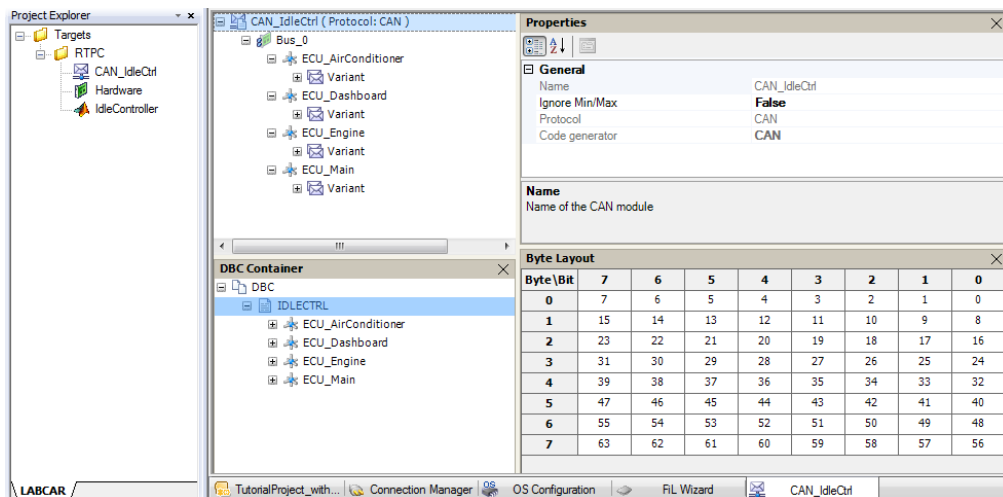 Project Explorer
Targets
RTPC
CAN_IdleCtrl
Hardware
IdleController
LABCAR
CAN_IdleCtrl ( Protocol: CAN )
Bus_0
ECU_AirConditioner
Variant
ECU_Dashboard
Variant
ECU_Engine
Variant
ECU_Main
Variant
DBC Container
DBC
IDLECTRL
ECU_AirConditioner
ECU_Dashboard
ECU_Engine
ECU_Main
Properties
General
Name CAN_IdleCtrl
Ignore Min/Max False
Protocol CAN
Code generator CAN
Name
Name of the CAN module
Byte Layout
Byte\Bit 7 6 5 4 3 2 1 0
0 7 6 5 4 3 2 1 0
1 15 14 13 12 11 10 9 8
2 23 22 21 20 19 18 17 16
3 31 30 29 28 27 26 25 24
4 39 38 37 36 35 34 33 32
5 47 46 45 44 43 42 41 40
6 55 54 53 52 51 50 49 48
7 63 62 61 60 59 58 57 56
TutorialProject_with... Connection Manager OS OS Configuration FiL Wizard CAN_IdleCtrl